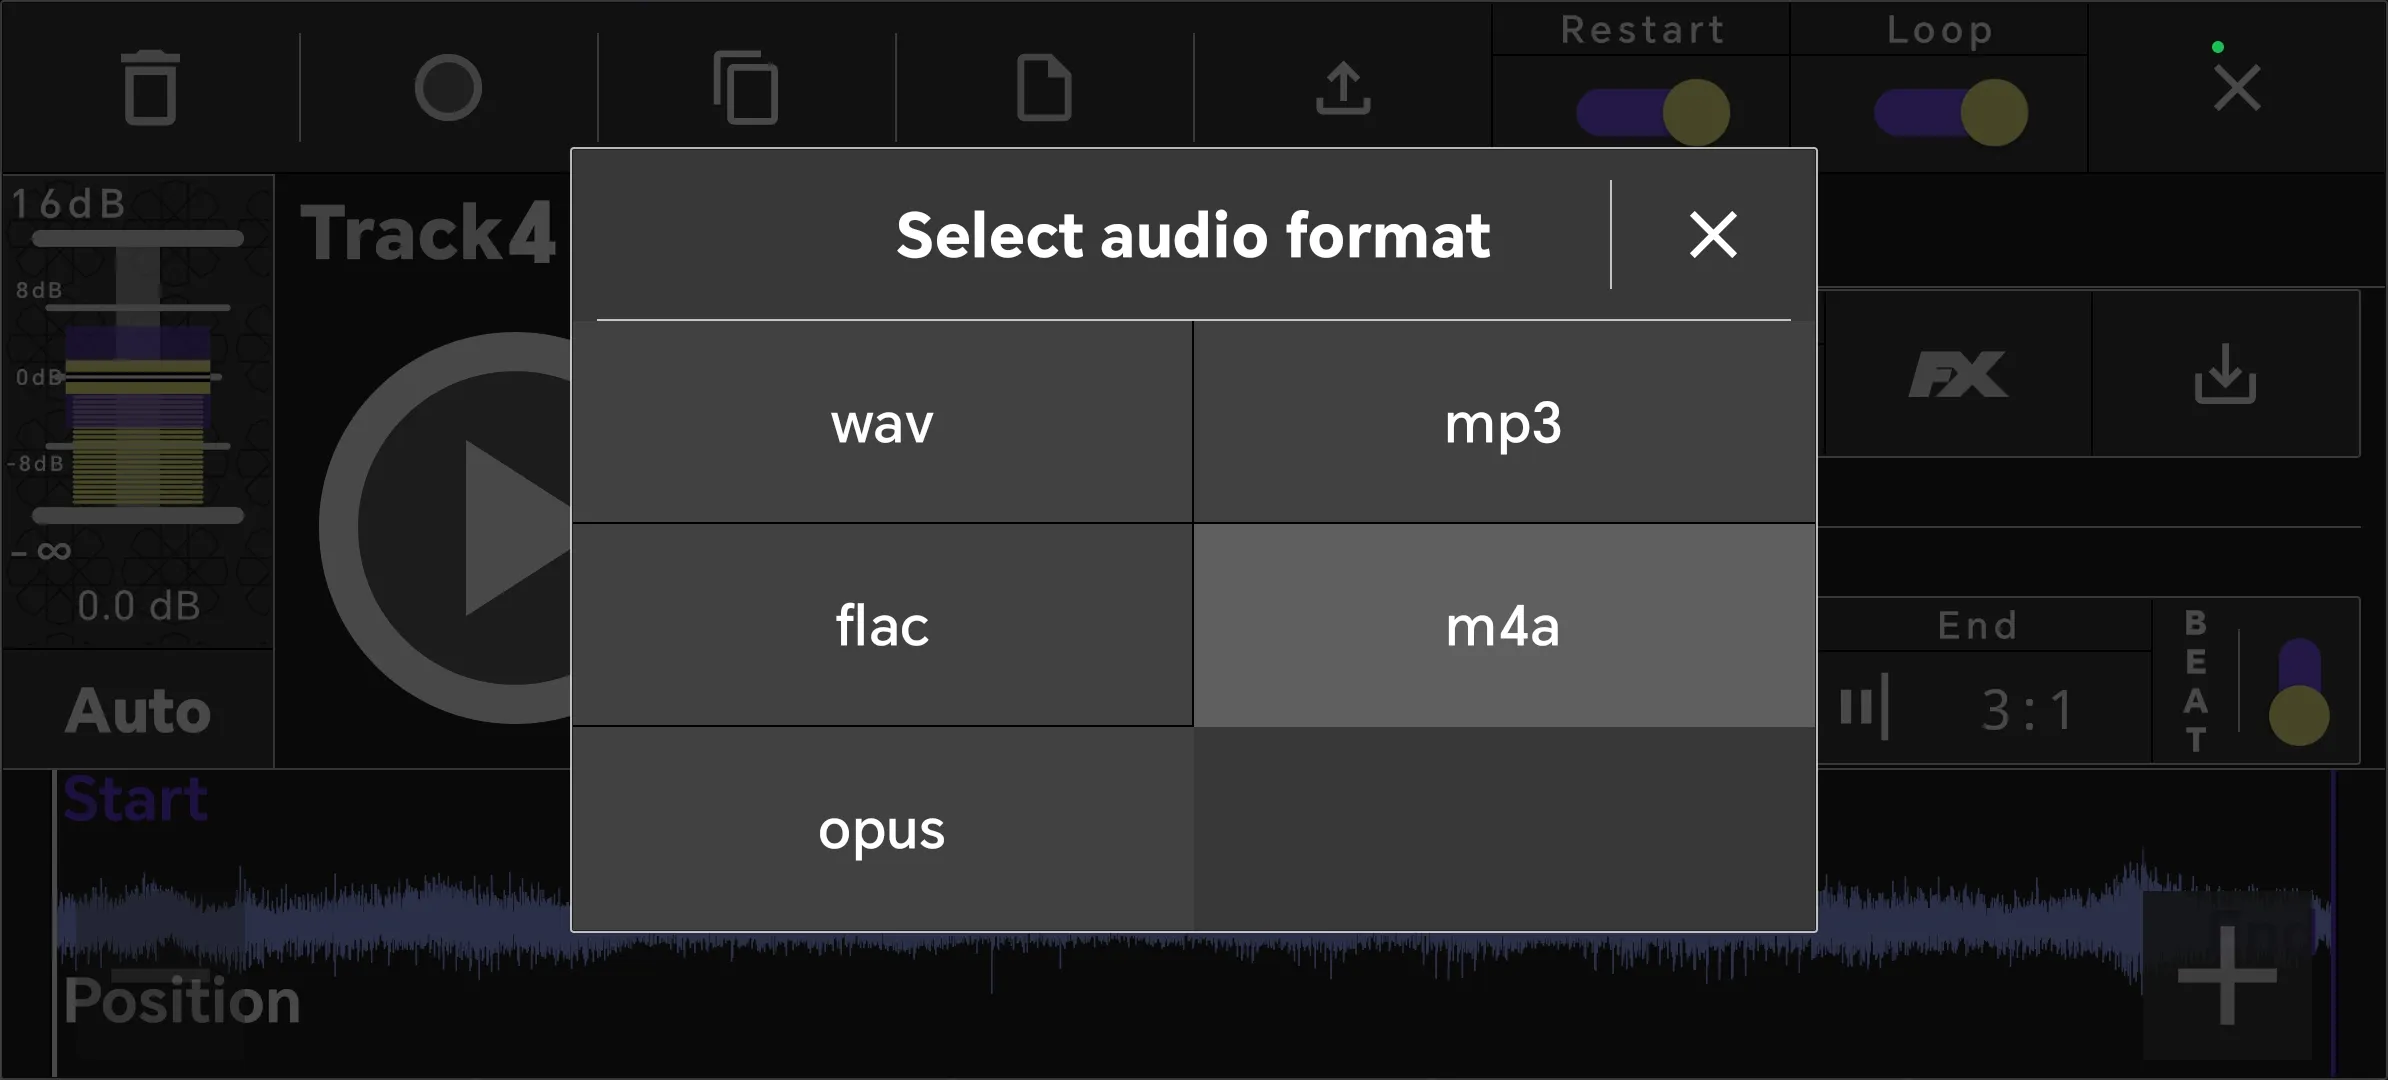 Restart
Loop
16dB
8dB
0dB
-8dB
-∞
0.0 dB
Auto
Track4
Select audio format
wav
mp3
flac
m4a
opus
FX
End
3:1
BEAT
Start
Position